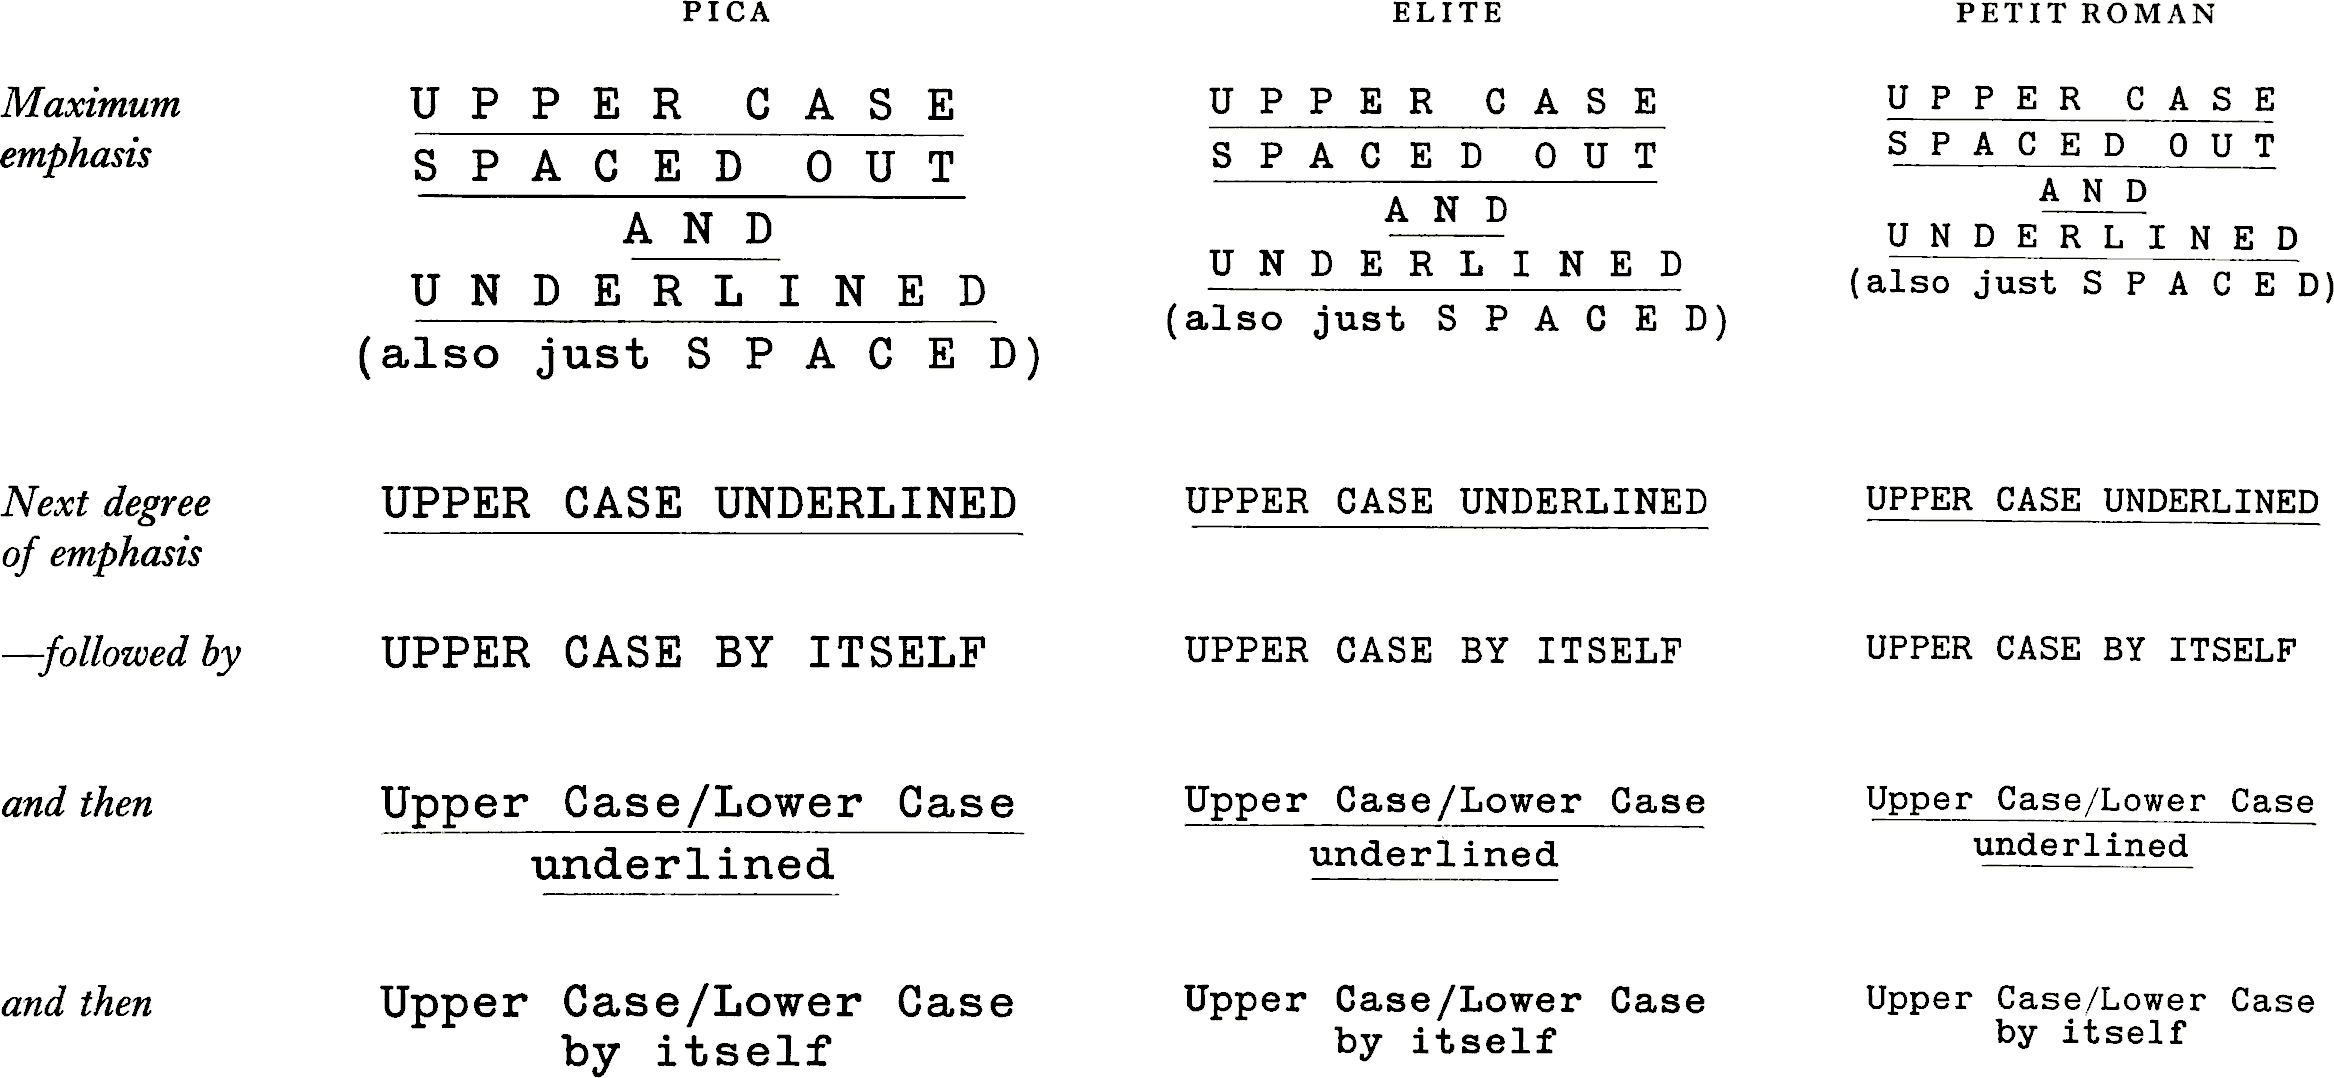 PICA ELITE PETIT ROMAN
Maximum
emphasis
U P P E R   C A S E
S P A C E D   O U T
A N D
U N D E R L I N E D
(also just S P A C E D)
U P P E R   C A S E
S P A C E D   O U T
A N D
U N D E R L I N E D
(also just S P A C E D)
U P P E R   C A S E
S P A C E D   O U T
A N D
U N D E R L I N E D
(also just S P A C E D)
Next degree
of emphasis
UPPER CASE UNDERLINED
UPPER CASE UNDERLINED
UPPER CASE UNDERLINED
—followed by
UPPER CASE BY ITSELF
UPPER CASE BY ITSELF
UPPER CASE BY ITSELF
and then
Upper Case/Lower Case
underlined
Upper Case/Lower Case
underlined
Upper Case/Lower Case
underlined
and then
Upper Case/Lower Case
by itself
Upper Case/Lower Case
by itself
Upper Case/Lower Case
by itself